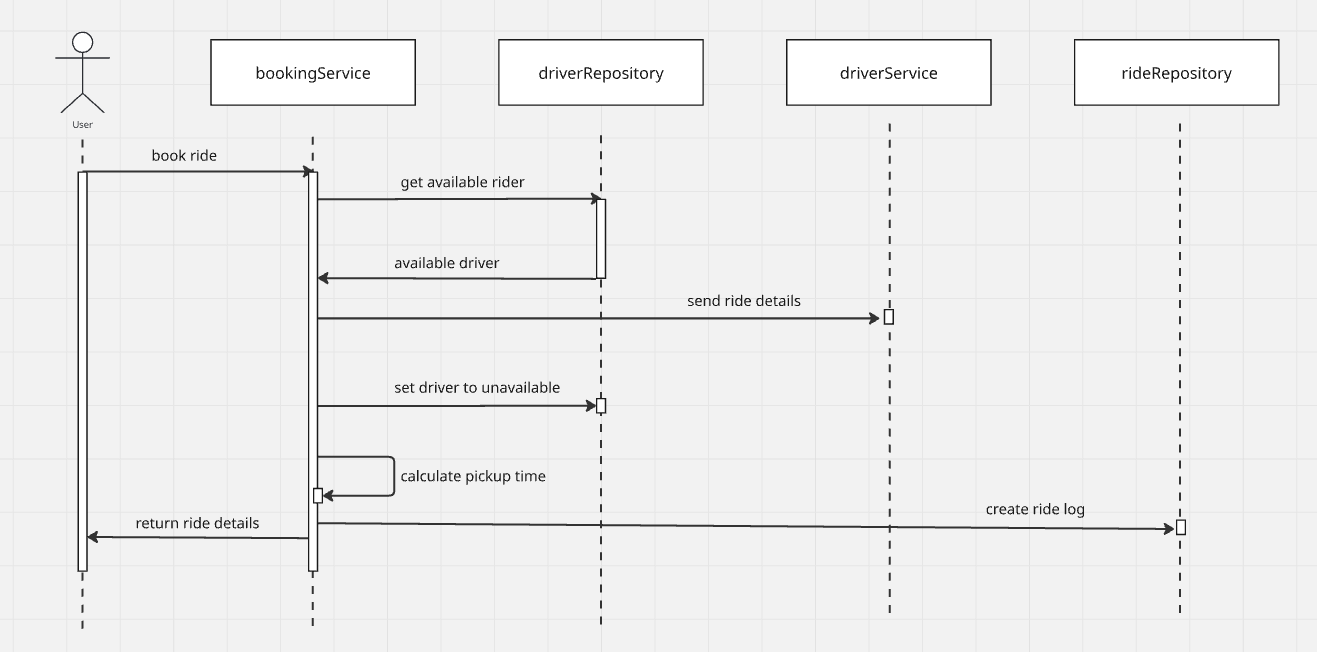 User
bookingService
driverRepository
driverService
rideRepository
book ride
get available rider
available driver
send ride details
set driver to unavailable
calculate pickup time
create ride log
return ride details